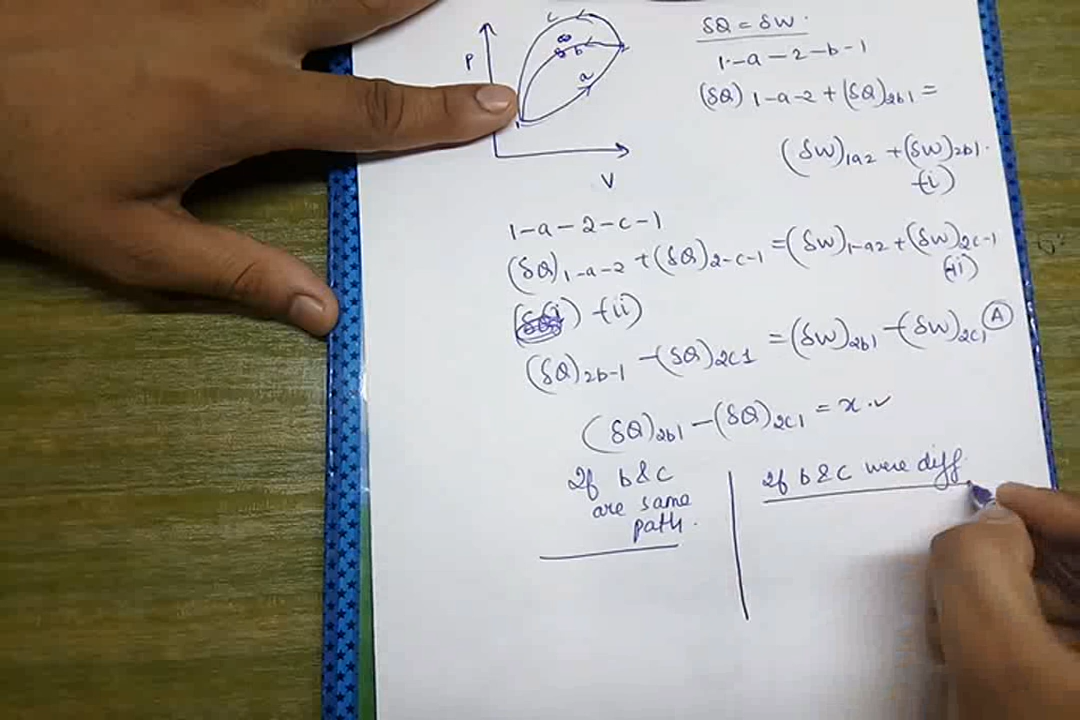 P
c
b
a
1
2
V
δQ = δW.
1-a-2-b-1
(δQ) 1-a-2 + (δQ)2b1 =
(δW)1a2 + (δW)2b1.
-(i)
1-a-2-c-1
(δQ)1-a-2 + (δQ)2-c-1 = (δW)1-a2 + (δW)2c-1
-(ii)
(i) -(ii)
(δQ)2b-1 - (δQ)2c1 = (δW)2b1 - (δW)2c1 (A)
(δQ)2b1 - (δQ)2c1 = x.
If b & c
are same
path.
If b & c were diff.